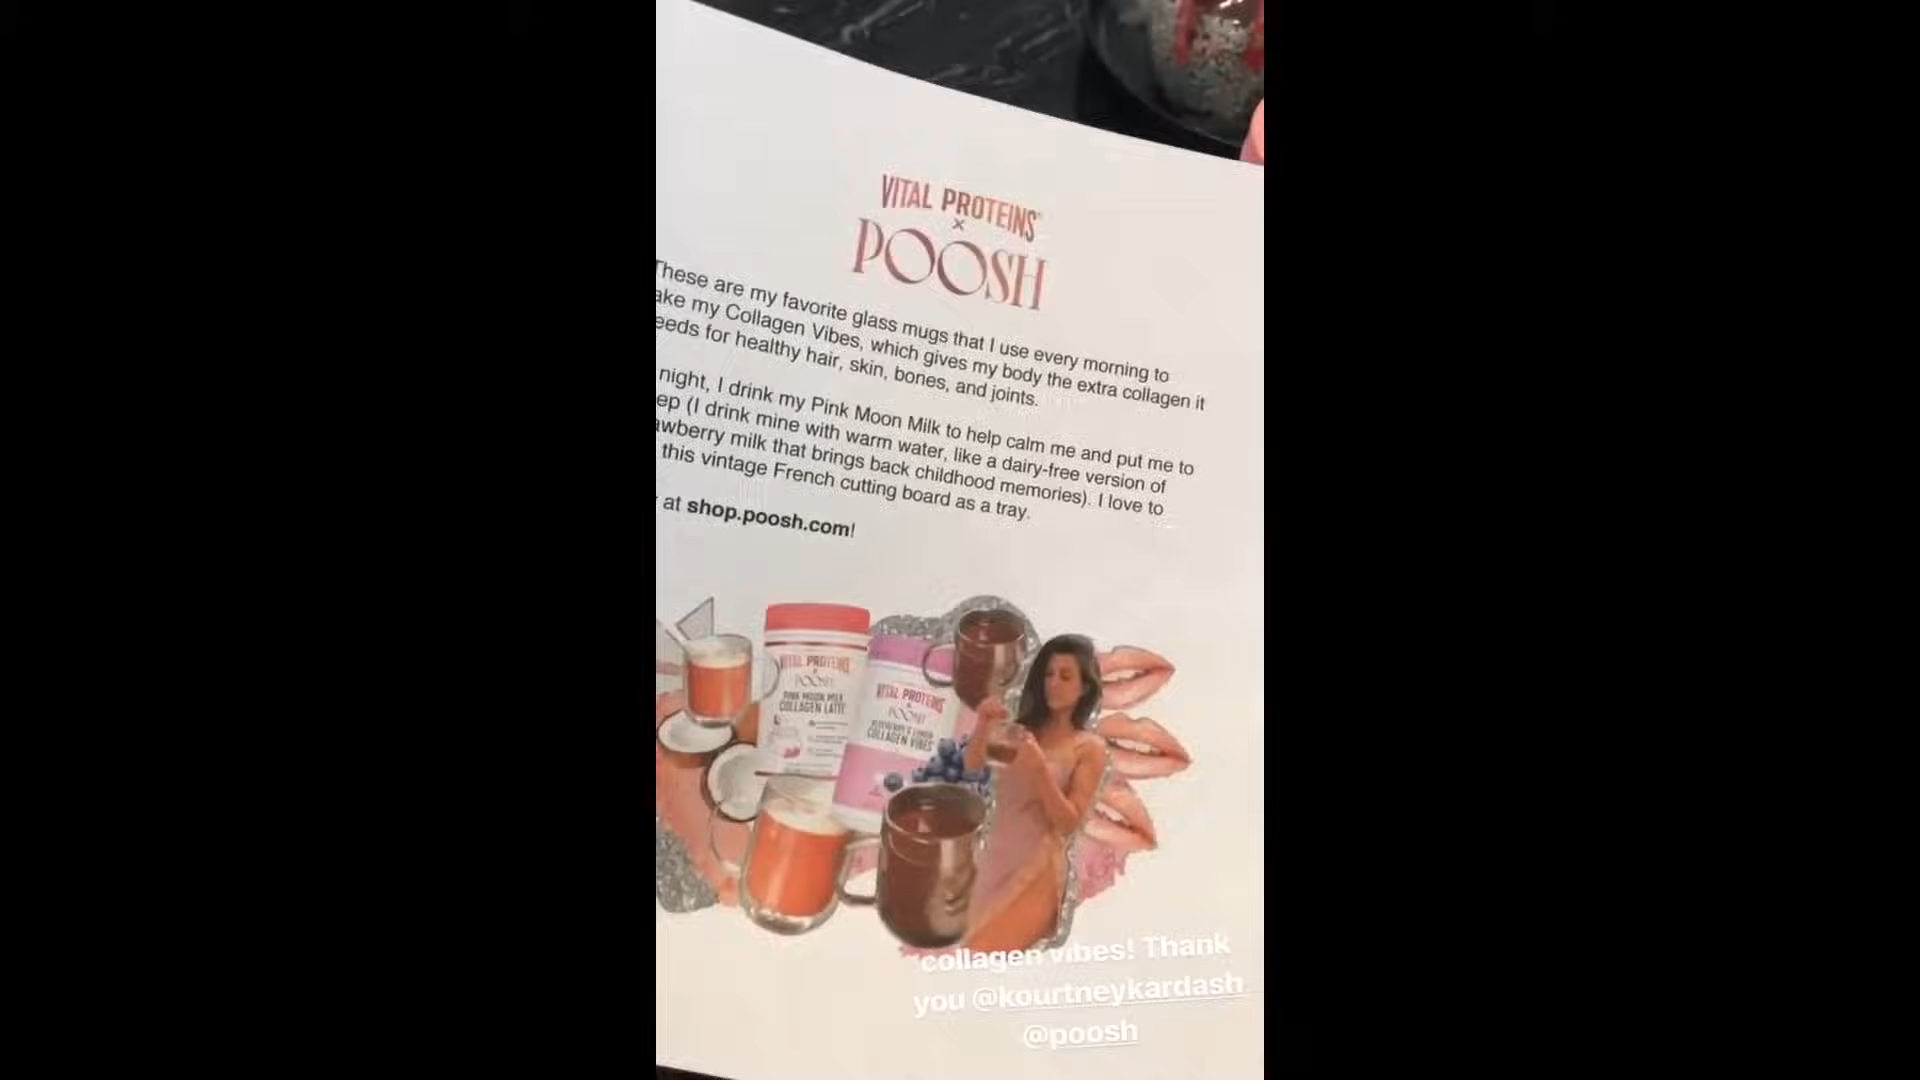 VITAL PROTEINS
×
POOSH
These are my favorite glass mugs that I use every morning to
ake my Collagen Vibes, which gives my body the extra collagen it
eeds for healthy hair, skin, bones, and joints.
night, I drink my Pink Moon Milk to help calm me and put me to
ep (I drink mine with warm water, like a dairy-free version of
awberry milk that brings back childhood memories). I love to
this vintage French cutting board as a tray.
at shop.poosh.com!
VITAL PROTEINS
POOSH
PINK MOON MILK
COLLAGEN LATTE
VITAL PROTEINS
&
POOSH
BLUEBERRY & LEMON
COLLAGEN VIBES
collagen vibes! Thank
you @kourtneykardash
@poosh